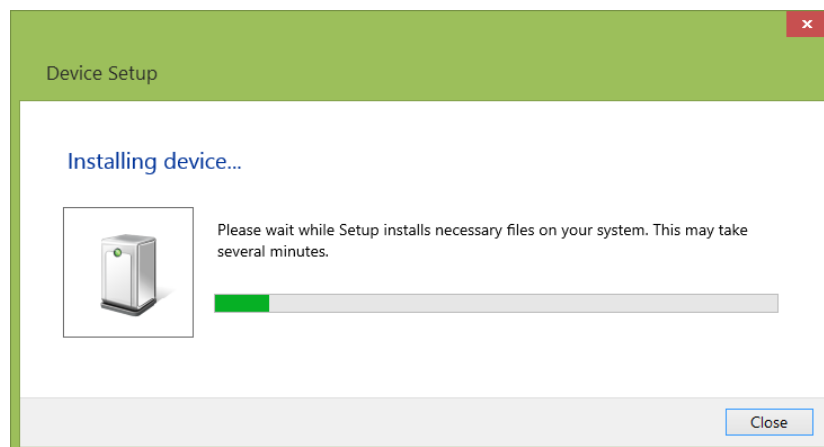 Device Setup
Installing device...
Please wait while Setup installs necessary files on your system. This may take
several minutes.
Close